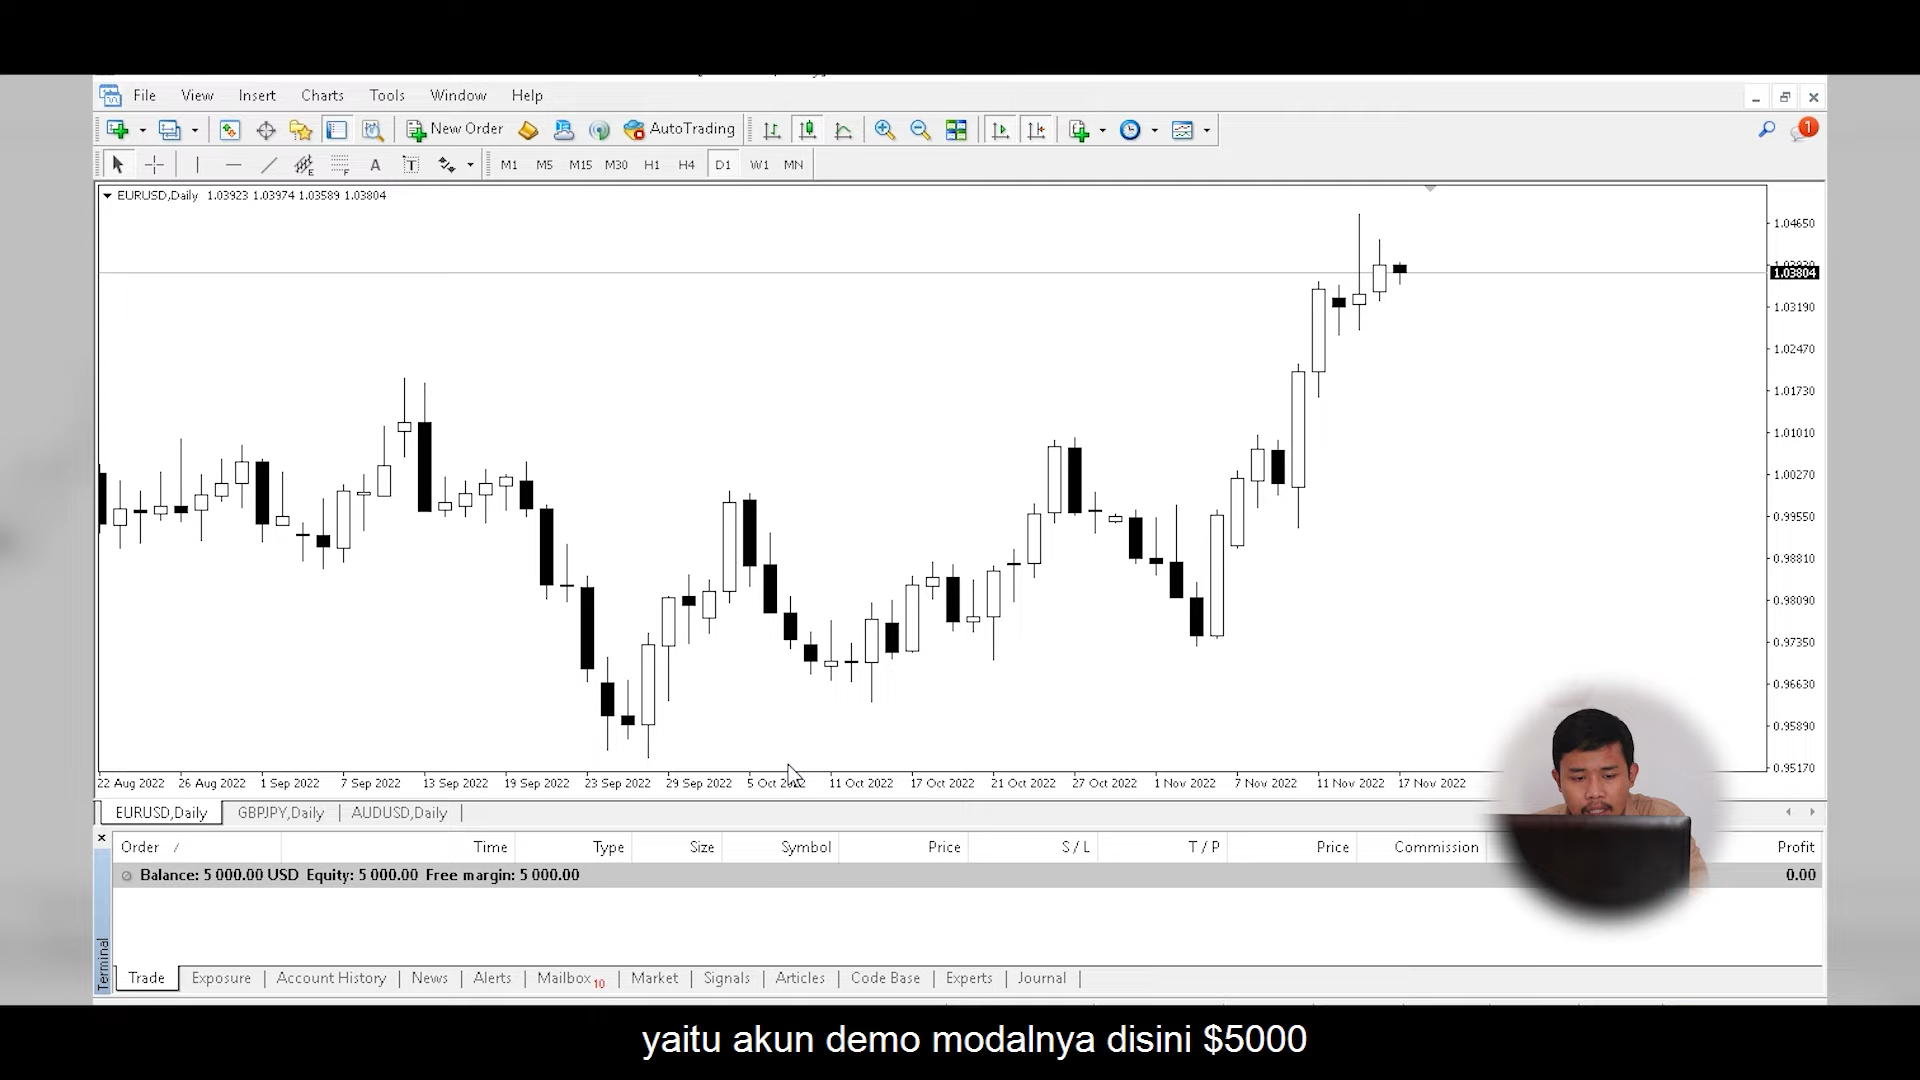 File View Insert Charts Tools Window Help
New Order AutoTrading 1
A T E F M1 M5 M15 M30 H1 H4 D1 W1 MN
EURUSD,Daily 1.03923 1.03974 1.03589 1.03804
1.04650
1.03804
1.03190
1.02470
1.01730
1.01010
1.00270
0.99550
0.98810
0.98090
0.97350
0.96630
0.95890
0.95170
22 Aug 2022 26 Aug 2022 1 Sep 2022 7 Sep 2022 13 Sep 2022 19 Sep 2022 23 Sep 2022 29 Sep 2022 5 Oct 2022 11 Oct 2022 17 Oct 2022 21 Oct 2022 27 Oct 2022 1 Nov 2022 7 Nov 2022 11 Nov 2022 17 Nov 2022
EURUSD,Daily GBPJPY,Daily AUDUSD,Daily
Order / Time Type Size Symbol Price S / L T / P Price Commission Profit
Balance: 5 000.00 USD Equity: 5 000.00 Free margin: 5 000.00 0.00
Terminal
Trade Exposure Account History News Alerts Mailbox 10 Market Signals Articles Code Base Experts Journal
yaitu akun demo modalnya disini $5000